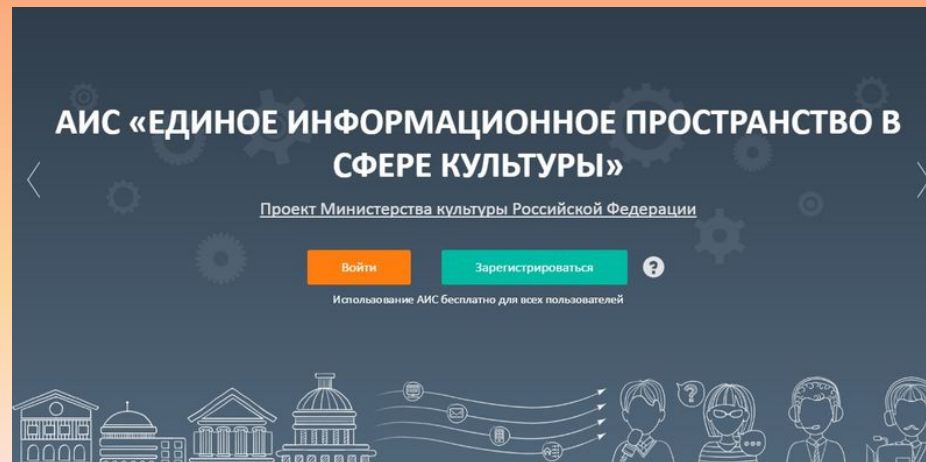 АИС «ЕДИНОЕ ИНФОРМАЦИОННОЕ ПРОСТРАНСТВО В
СФЕРЕ КУЛЬТУРЫ»
Проект Министерства культуры Российской Федерации
Войти
Зарегистрироваться
?
Использование АИС бесплатно для всех пользователей
?